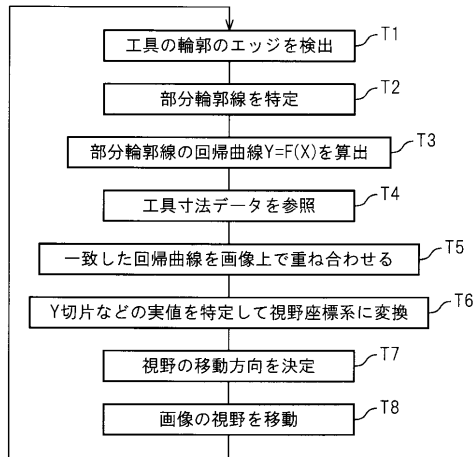 工具の輪郭のエッジを検出 T1
部分輪郭線を特定 T2
部分輪郭線の回帰曲線Y=F(X)を算出 T3
工具寸法データを参照 T4
一致した回帰曲線を画像上で重ね合わせる T5
Y切片などの実値を特定して視野座標系に変換 T6
視野の移動方向を決定 T7
画像の視野を移動 T8